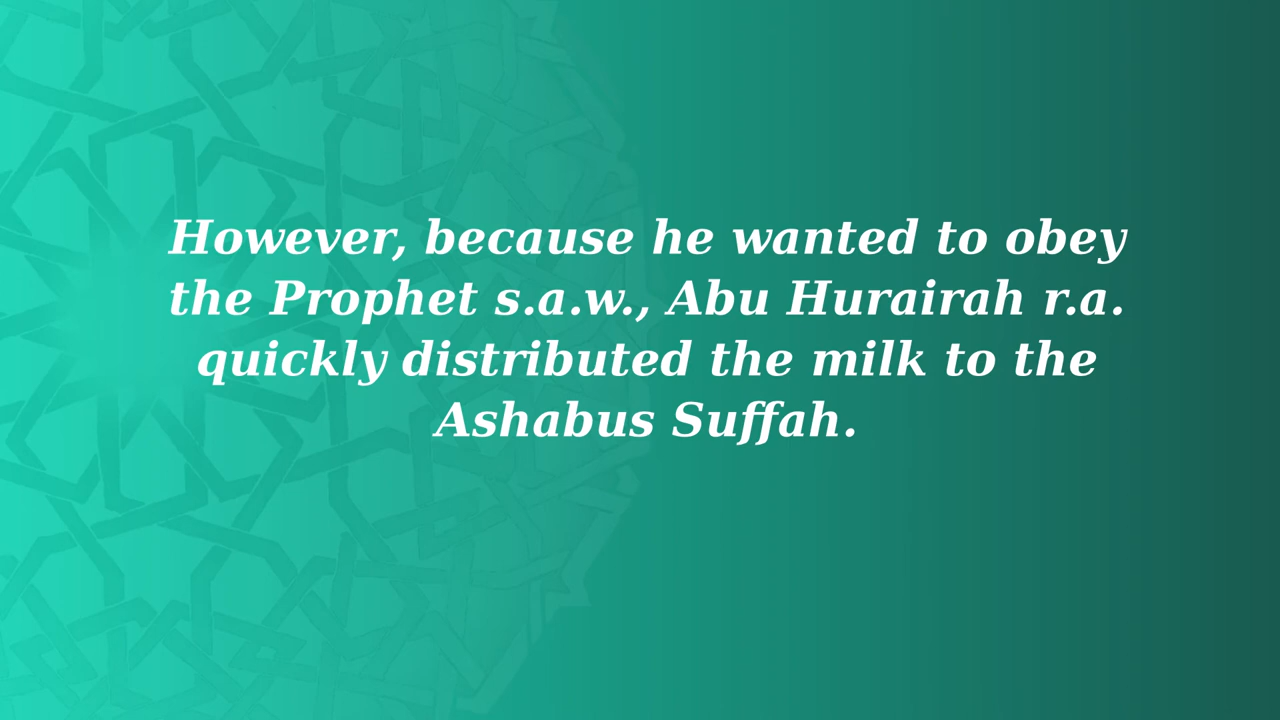 However, because he wanted to obey
the Prophet s.a.w., Abu Hurairah r.a.
quickly distributed the milk to the
Ashabus Suffah.